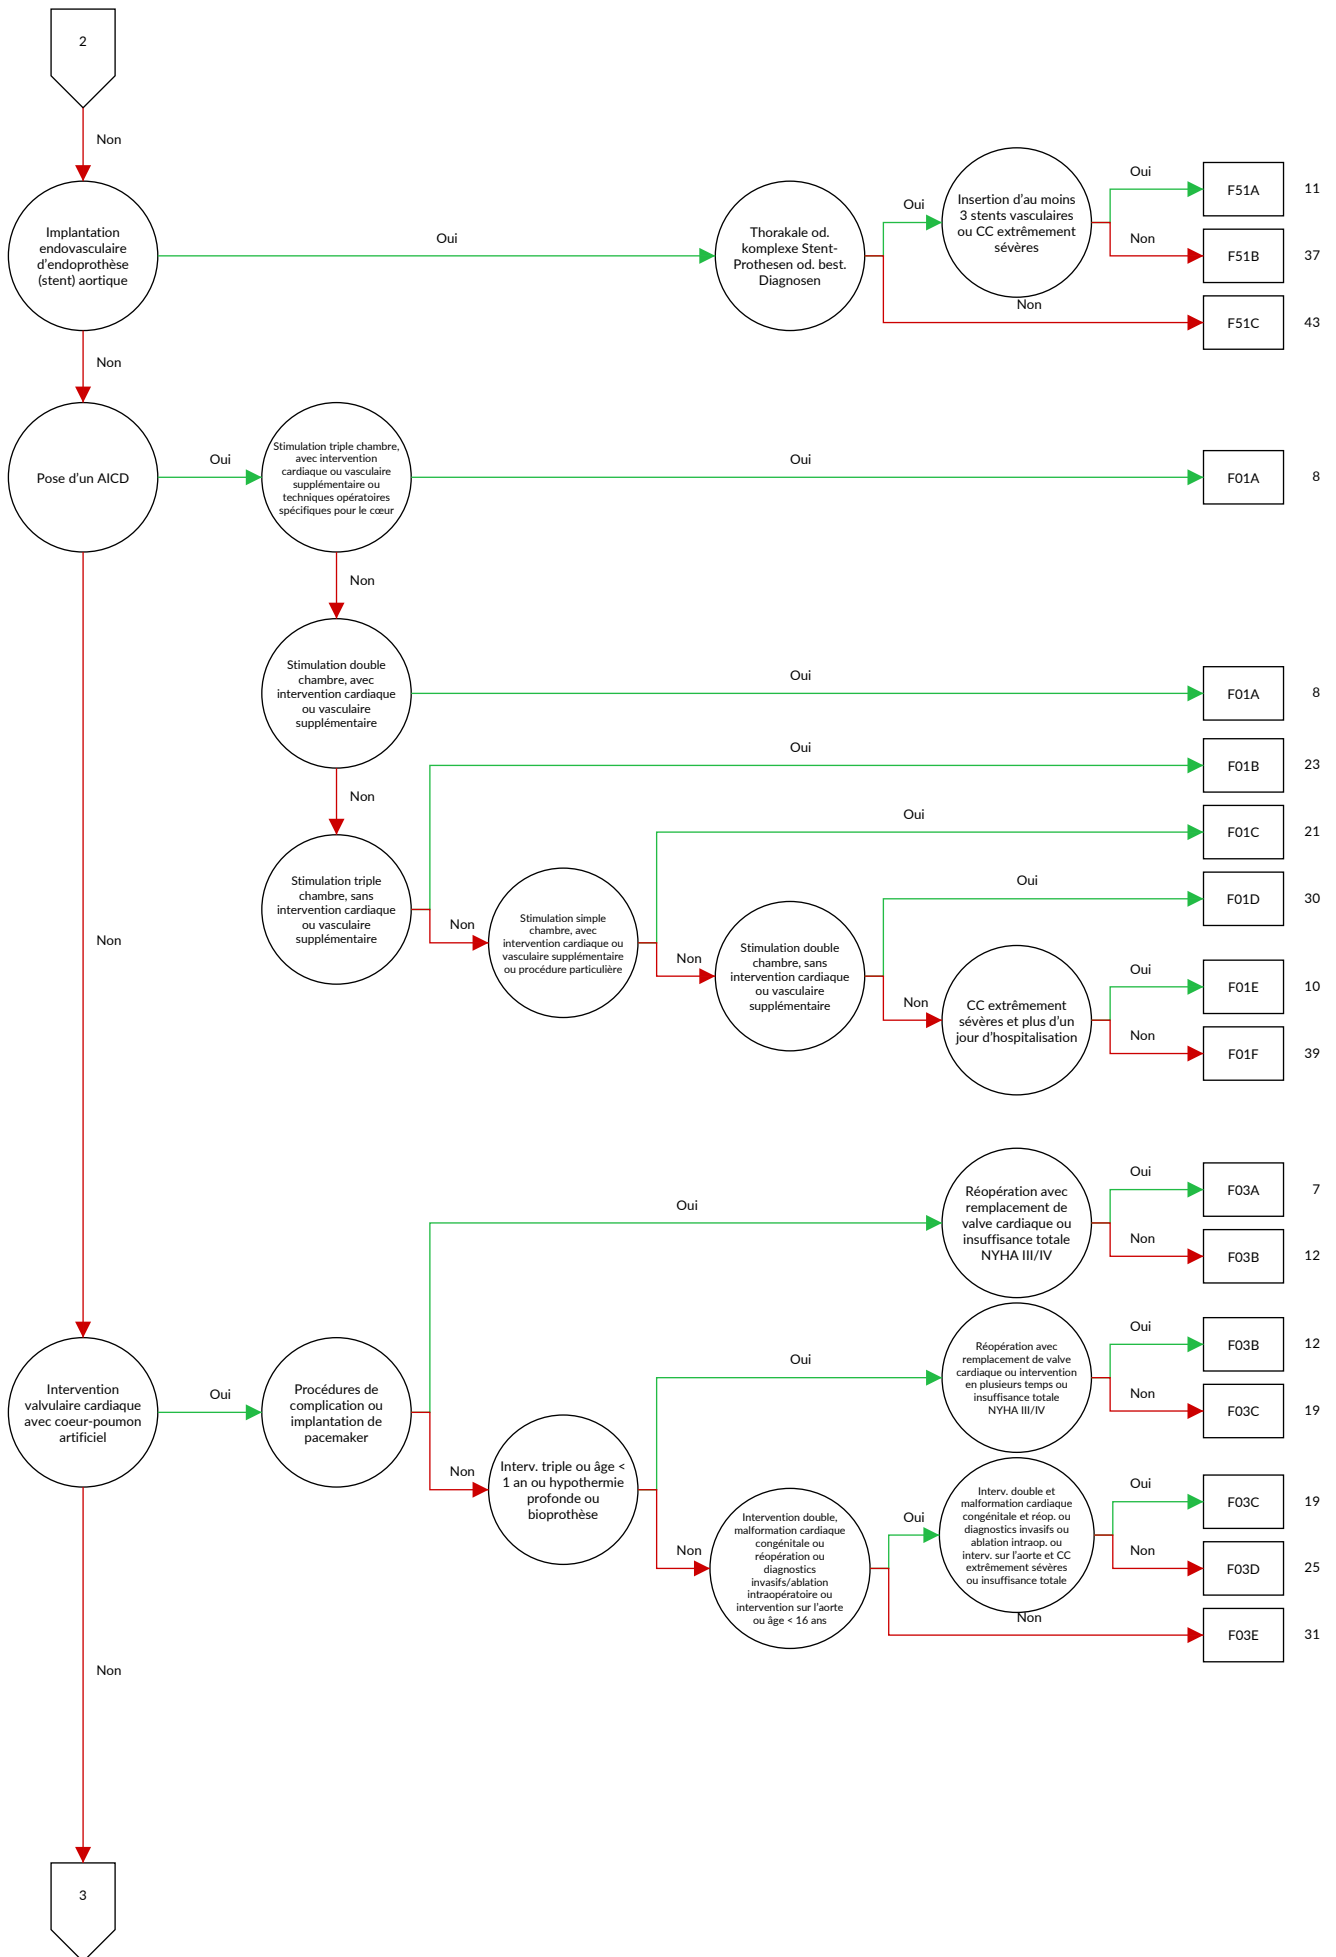 2
Non
Implantation
endovasculaire
d'endoprothèse
(stent) aortique
Oui
Thorakale od.
komplexe Stent-
Prothesen od. best.
Diagnosen
Oui
Insertion d'au moins
3 stents vasculaires
ou CC extrêmement
sévères
Oui
F51A
11
Non
F51B
37
Non
F51C
43
Non
Pose d'un AICD
Oui
Stimulation triple chambre,
avec intervention
cardiaque ou vasculaire
supplémentaire ou
techniques opératoires
spécifiques pour le cœur
Oui
F01A
8
Non
Stimulation double
chambre, avec
intervention cardiaque
ou vasculaire
supplémentaire
Oui
F01A
8
Non
Stimulation triple
chambre, sans
intervention cardiaque
ou vasculaire
supplémentaire
Oui
F01B
23
Non
Stimulation simple
chambre, avec
intervention cardiaque ou
vasculaire supplémentaire
ou procédure particulière
Oui
F01C
21
Non
Stimulation double
chambre, sans
intervention cardiaque
ou vasculaire
supplémentaire
Oui
F01D
30
Non
CC extrêmement
sévères et plus d'un
jour d'hospitalisation
Oui
F01E
10
Non
F01F
39
Non
Intervention
valvulaire cardiaque
avec coeur-poumon
artificiel
Oui
Procédures de
complication ou
implantation de
pacemaker
Oui
Réopération avec
remplacement de
valve cardiaque ou
insuffisance totale
NYHA III/IV
Oui
F03A
7
Non
F03B
12
Non
Interv. triple ou âge <
1 an ou hypothermie
profonde ou
bioprothèse
Oui
Réopération avec
remplacement de valve
cardiaque ou intervention
en plusieurs temps ou
insuffisance totale
NYHA III/IV
Oui
F03B
12
Non
F03C
19
Non
Intervention double,
malformation cardiaque
congénitale ou
réopération ou
diagnostics
invasifs/ablation
intraopératoire ou
intervention sur l'aorte
ou âge < 16 ans
Oui
Interv. double et
malformation cardiaque
congénitale et réop. ou
diagnostics invasifs ou
ablation intraop. ou
interv. sur l'aorte et CC
extrêmement sévères
ou insuffisance totale
Oui
F03C
19
Non
F03D
25
Non
F03E
31
Non
3